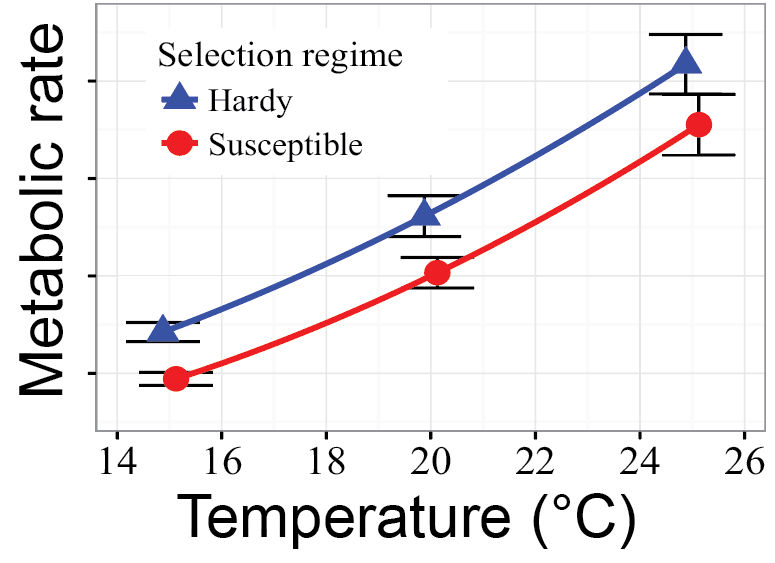 Metabolic rate
Selection regime
Hardy
Susceptible
14 16 18 20 22 24 26
Temperature (°C)